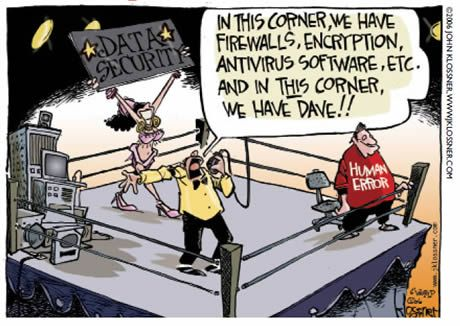 IN THIS CORNER, WE HAVE
FIREWALLS, ENCRYPTION,
ANTIVIRUS SOFTWARE, ETC.
AND IN THIS CORNER,
WE HAVE DAVE!!
DATA
SECURITY
HUMAN
ERROR
©2006 JOHN KLOSSNER, WWW.JKLOSSNER.COM
www.jklossner.com